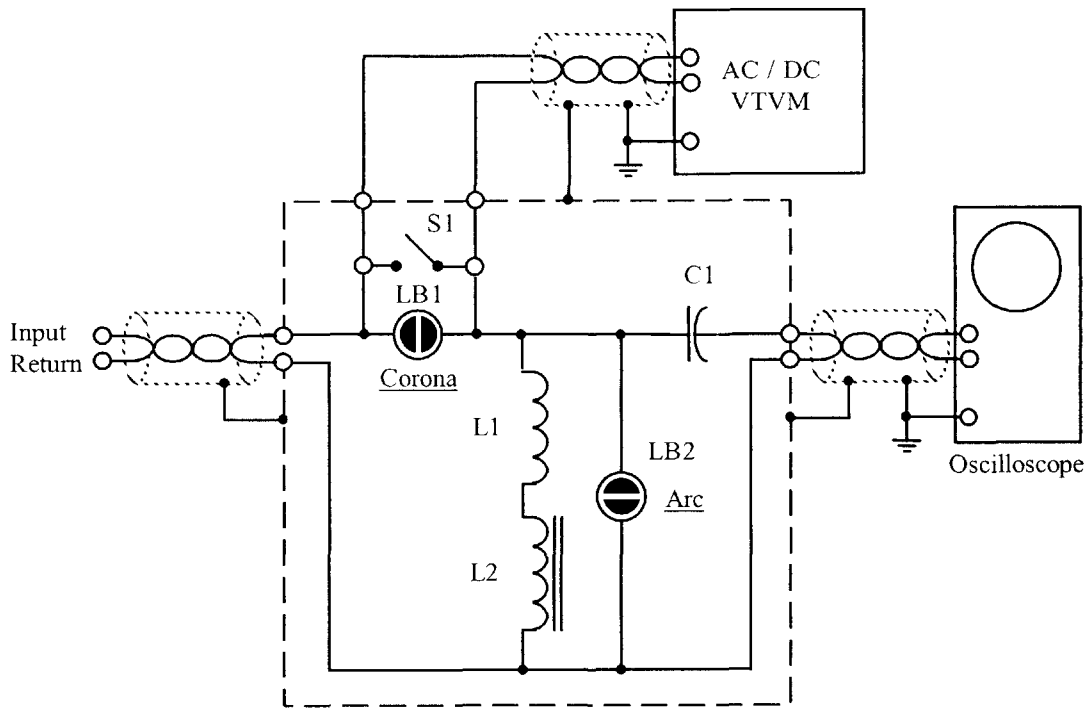 AC / DC
VTVM
S1
C1
LB1
Input
Return
Corona
L1
LB2
Oscilloscope
Arc
L2